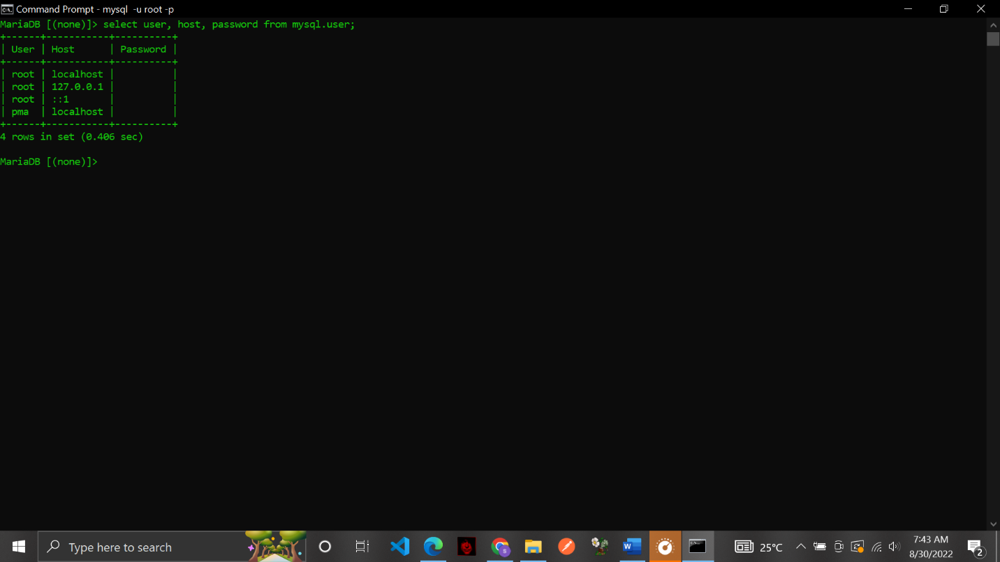 Command Prompt - mysql  -u root -p
MariaDB [(none)]> select user, host, password from mysql.user;
+------+-----------+----------+
| User | Host      | Password |
+------+-----------+----------+
| root | localhost |          |
| root | 127.0.0.1 |          |
| root | ::1       |          |
| pma  | localhost |          |
+------+-----------+----------+
4 rows in set (0.406 sec)
MariaDB [(none)]>
Type here to search
25°C
7:43 AM
8/30/2022
2